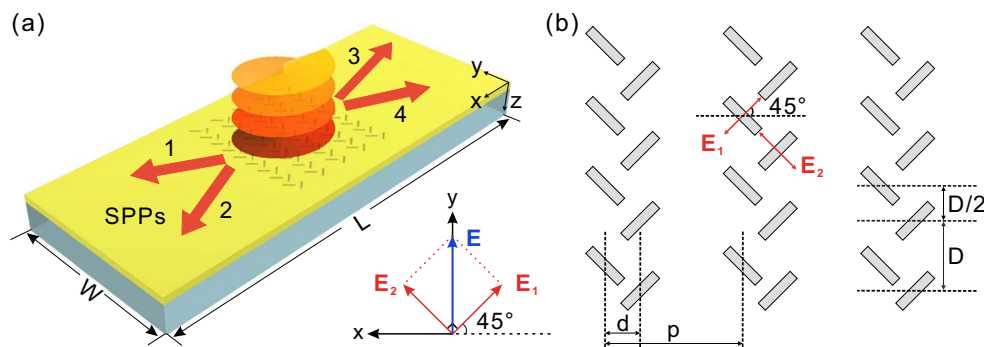 (a)
3
y
x
z
4
1
2
SPPs
L
W
y
E
E₂
E₁
x
45°
(b)
45°
E₁
E₂
D/2
D
d
p